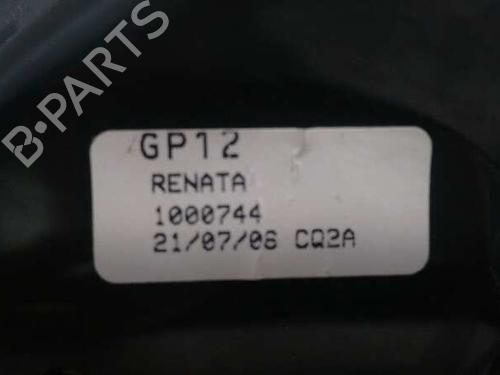 B-PARTS
GP12
RENATA
1000744
21/07/06 CQ2A